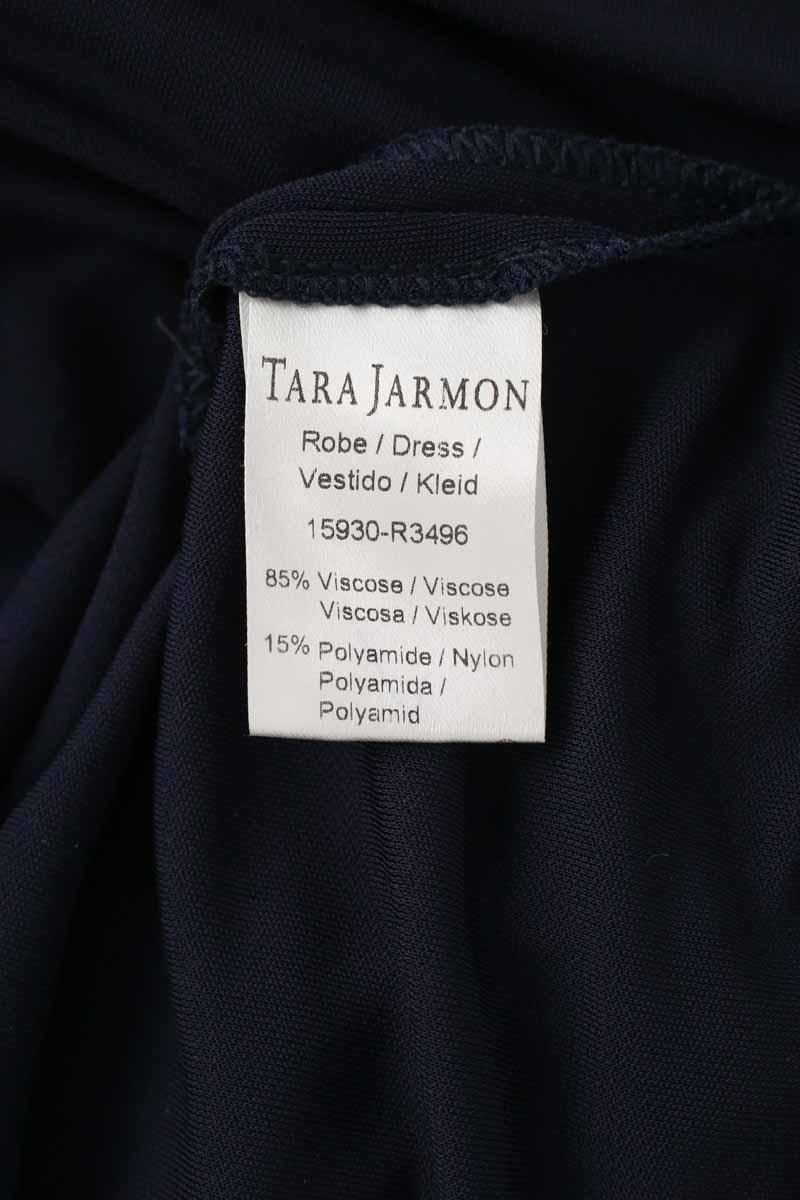 TARA JARMON
Robe / Dress /
Vestido / Kleid
15930-R3496
85% Viscose / Viscose
Viscosa / Viskose
15% Polyamide / Nylon
Polyamida /
Polyamid